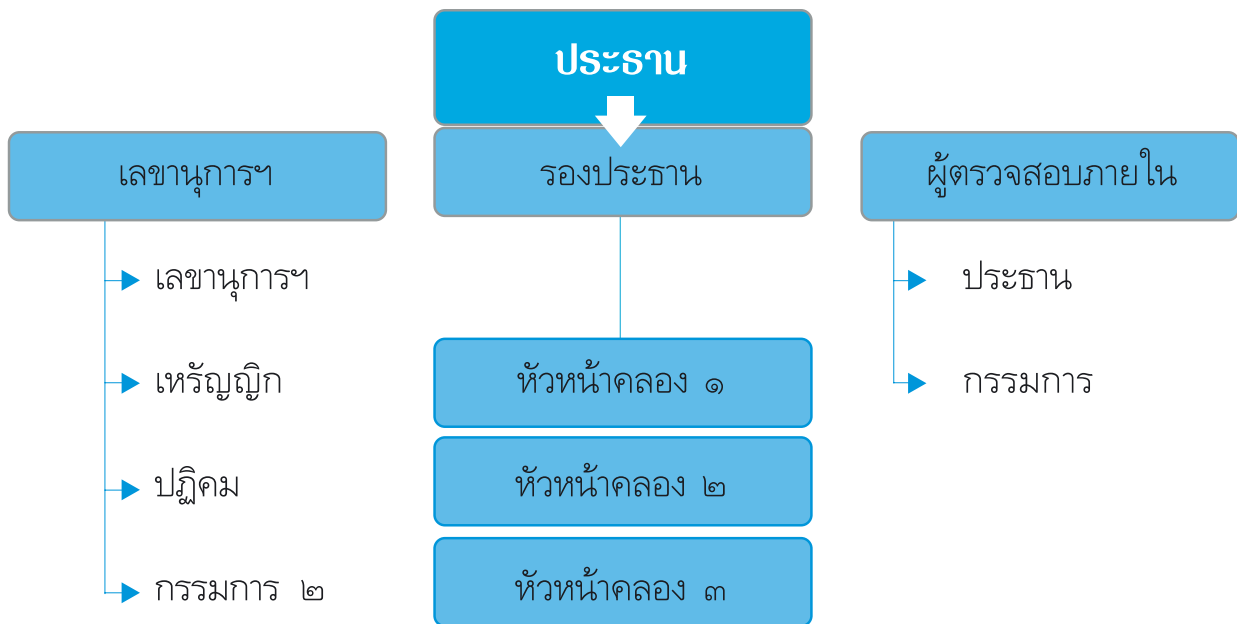 ประธาน
เลขานุการฯ
รองประธาน
ผู้ตรวจสอบภายใน
เลขานุการฯ
เหรัญญิก
ปฏิคม
กรรมการ ๒
หัวหน้าคลอง ๑
หัวหน้าคลอง ๒
หัวหน้าคลอง ๓
ประธาน
กรรมการ